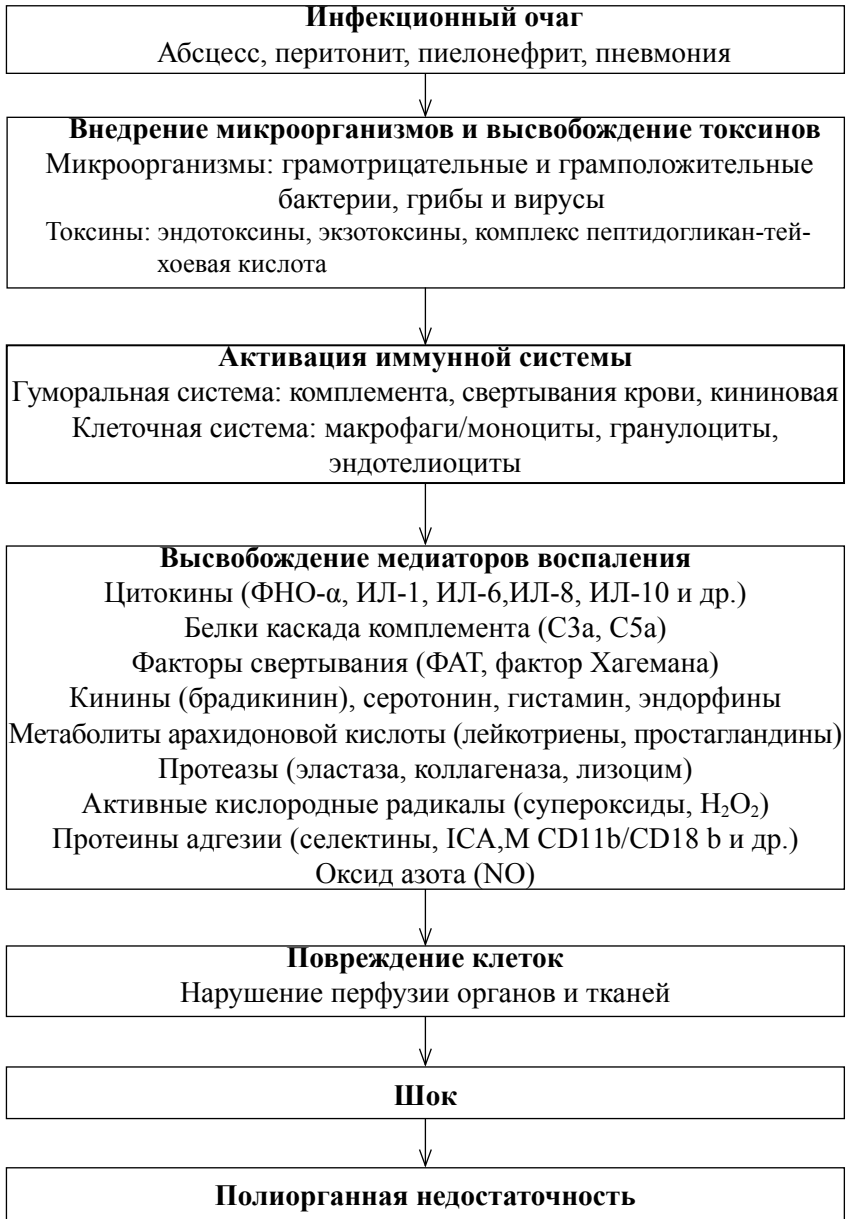 Инфекционный очаг
Абсцесс, перитонит, пиелонефрит, пневмония
Внедрение микроорганизмов и высвобождение токсинов
Микроорганизмы: грамотрицательные и грамположительные
бактерии, грибы и вирусы
Токсины: эндотоксины, экзотоксины, комплекс пептидогликан-тей-
хоевая кислота
Активация иммунной системы
Гуморальная система: комплемента, свертывания крови, кининовая
Клеточная система: макрофаги/моноциты, гранулоциты,
эндотелиоциты
Высвобождение медиаторов воспаления
Цитокины (ФНО-α, ИЛ-1, ИЛ-6,ИЛ-8, ИЛ-10 и др.)
Белки каскада комплемента (С3а, С5а)
Факторы свертывания (ФАТ, фактор Хагемана)
Кинины (брадикинин), серотонин, гистамин, эндорфины
Метаболиты арахидоновой кислоты (лейкотриены, простагландины)
Протеазы (эластаза, коллагеназа, лизоцим)
Активные кислородные радикалы (супероксиды, H₂O₂)
Протеины адгезии (селектины, ICA,M CD11b/CD18 b и др.)
Оксид азота (NO)
Повреждение клеток
Нарушение перфузии органов и тканей
Шок
Полиорганная недостаточность